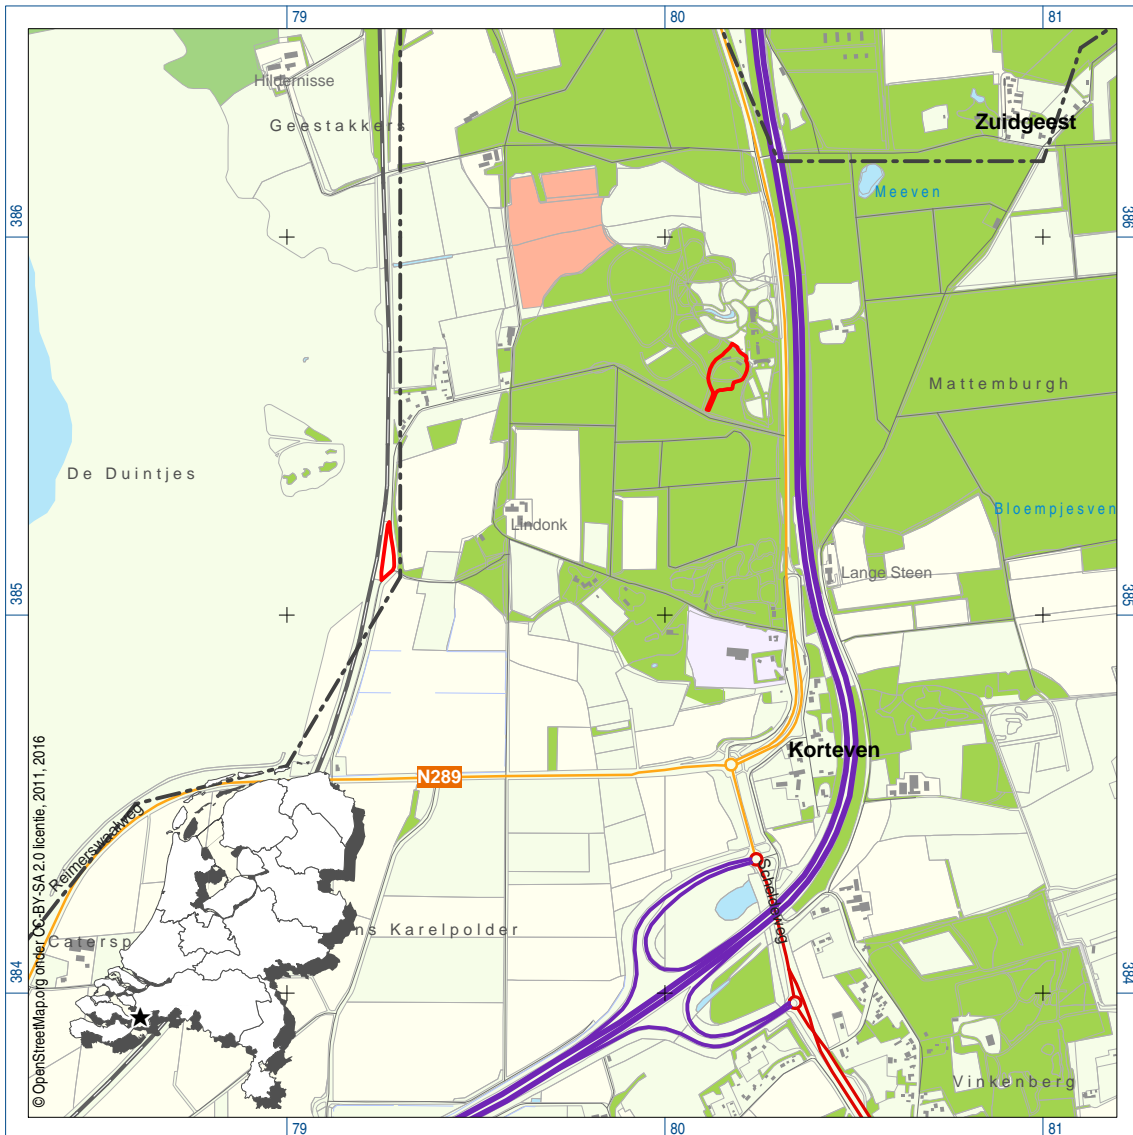 79
80
81
Hildernisse
Geestakkers
Zuidgeest
Meeven
386
386
Mattemburgh
De Duintjes
Bloempjesven
Lindonk
Lange Steen
385
385
Korteven
N289
Reimerswaalweg
Scheldeweg
ns Karelpolder
Catersp
384
384
Vinkenberg
© OpenStreetMap.org onder CC-BY-SA 2.0 licentie, 2011, 2016
79
80
81